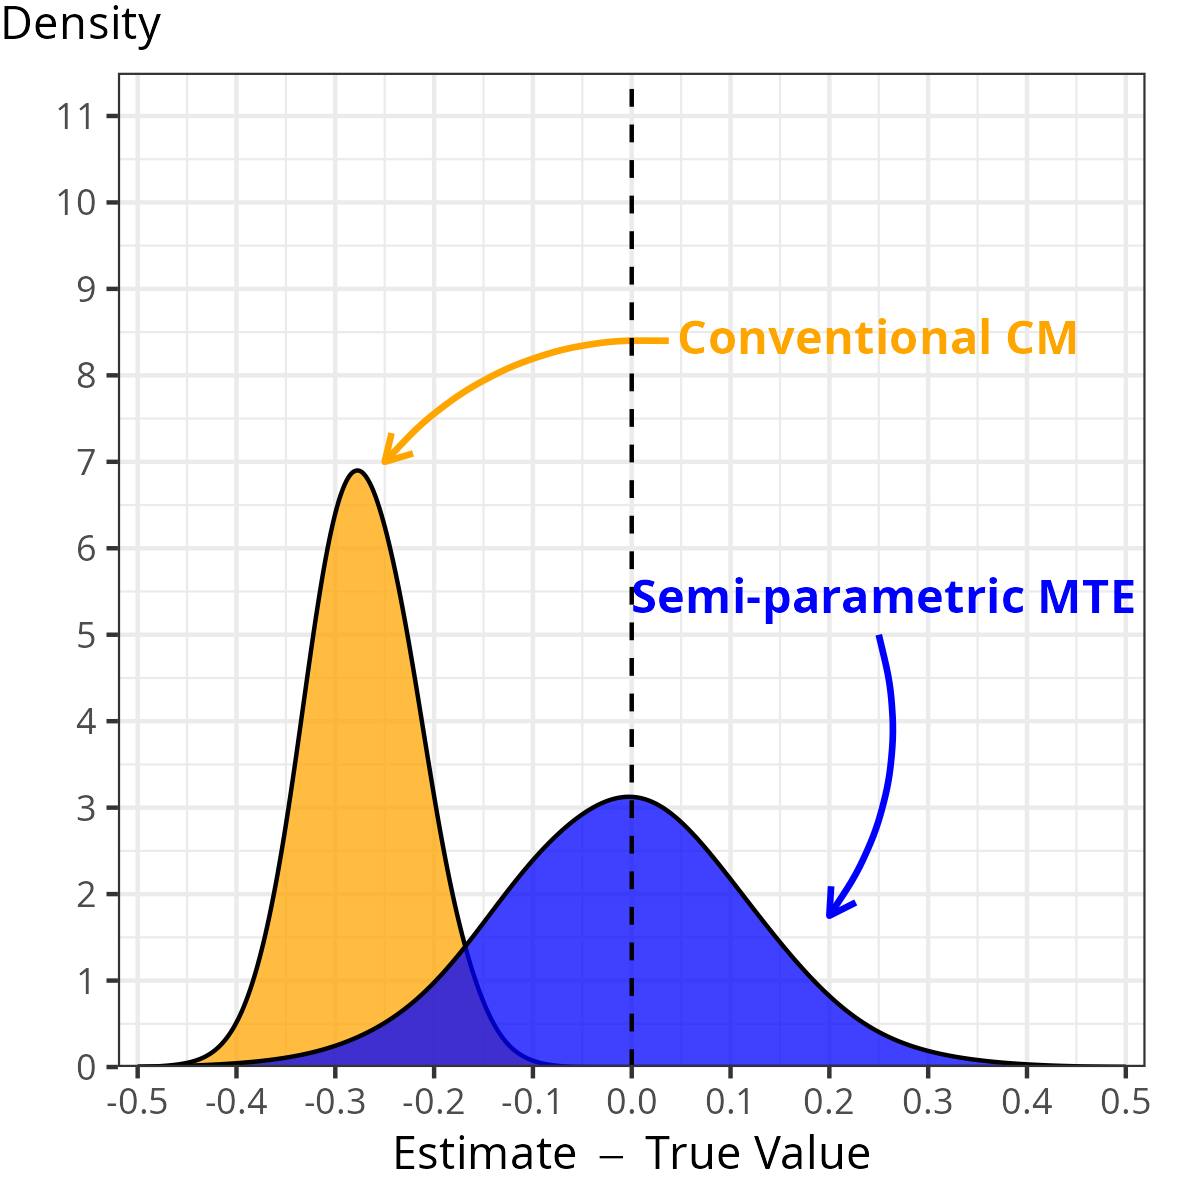 Density
11
10
9
8
7
6
5
4
3
2
1
0
Conventional CM
Semi-parametric MTE
-0.5 -0.4 -0.3 -0.2 -0.1 0.0 0.1 0.2 0.3 0.4 0.5
Estimate – True Value